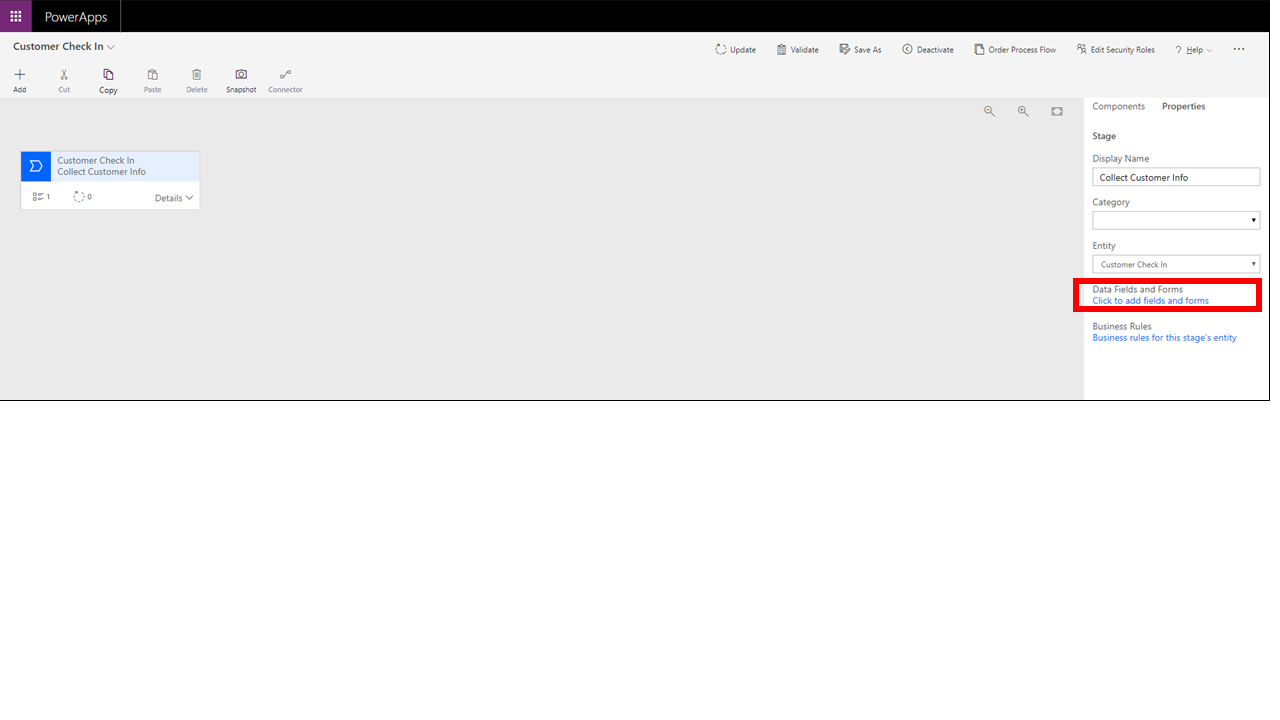 PowerApps
Customer Check In
Update Validate Save As Deactivate Order Process Flow Edit Security Roles ? Help ...
Add Cut Copy Paste Delete Snapshot Connector
Components Properties
Stage
Display Name
Collect Customer Info
Category
Entity
Customer Check In
Data Fields and Forms
Click to add fields and forms
Business Rules
Business rules for this stage's entity
Customer Check In
Collect Customer Info
1 0 Details